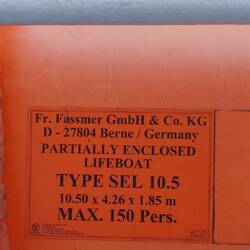 Fr. Fassmer GmbH & Co. KG
D - 27804 Berne / Germany
PARTIALLY ENCLOSED
LIFEBOAT
TYPE SEL 10.5
10.50 x 4.26 x 1.85 m
MAX. 150 Pers.